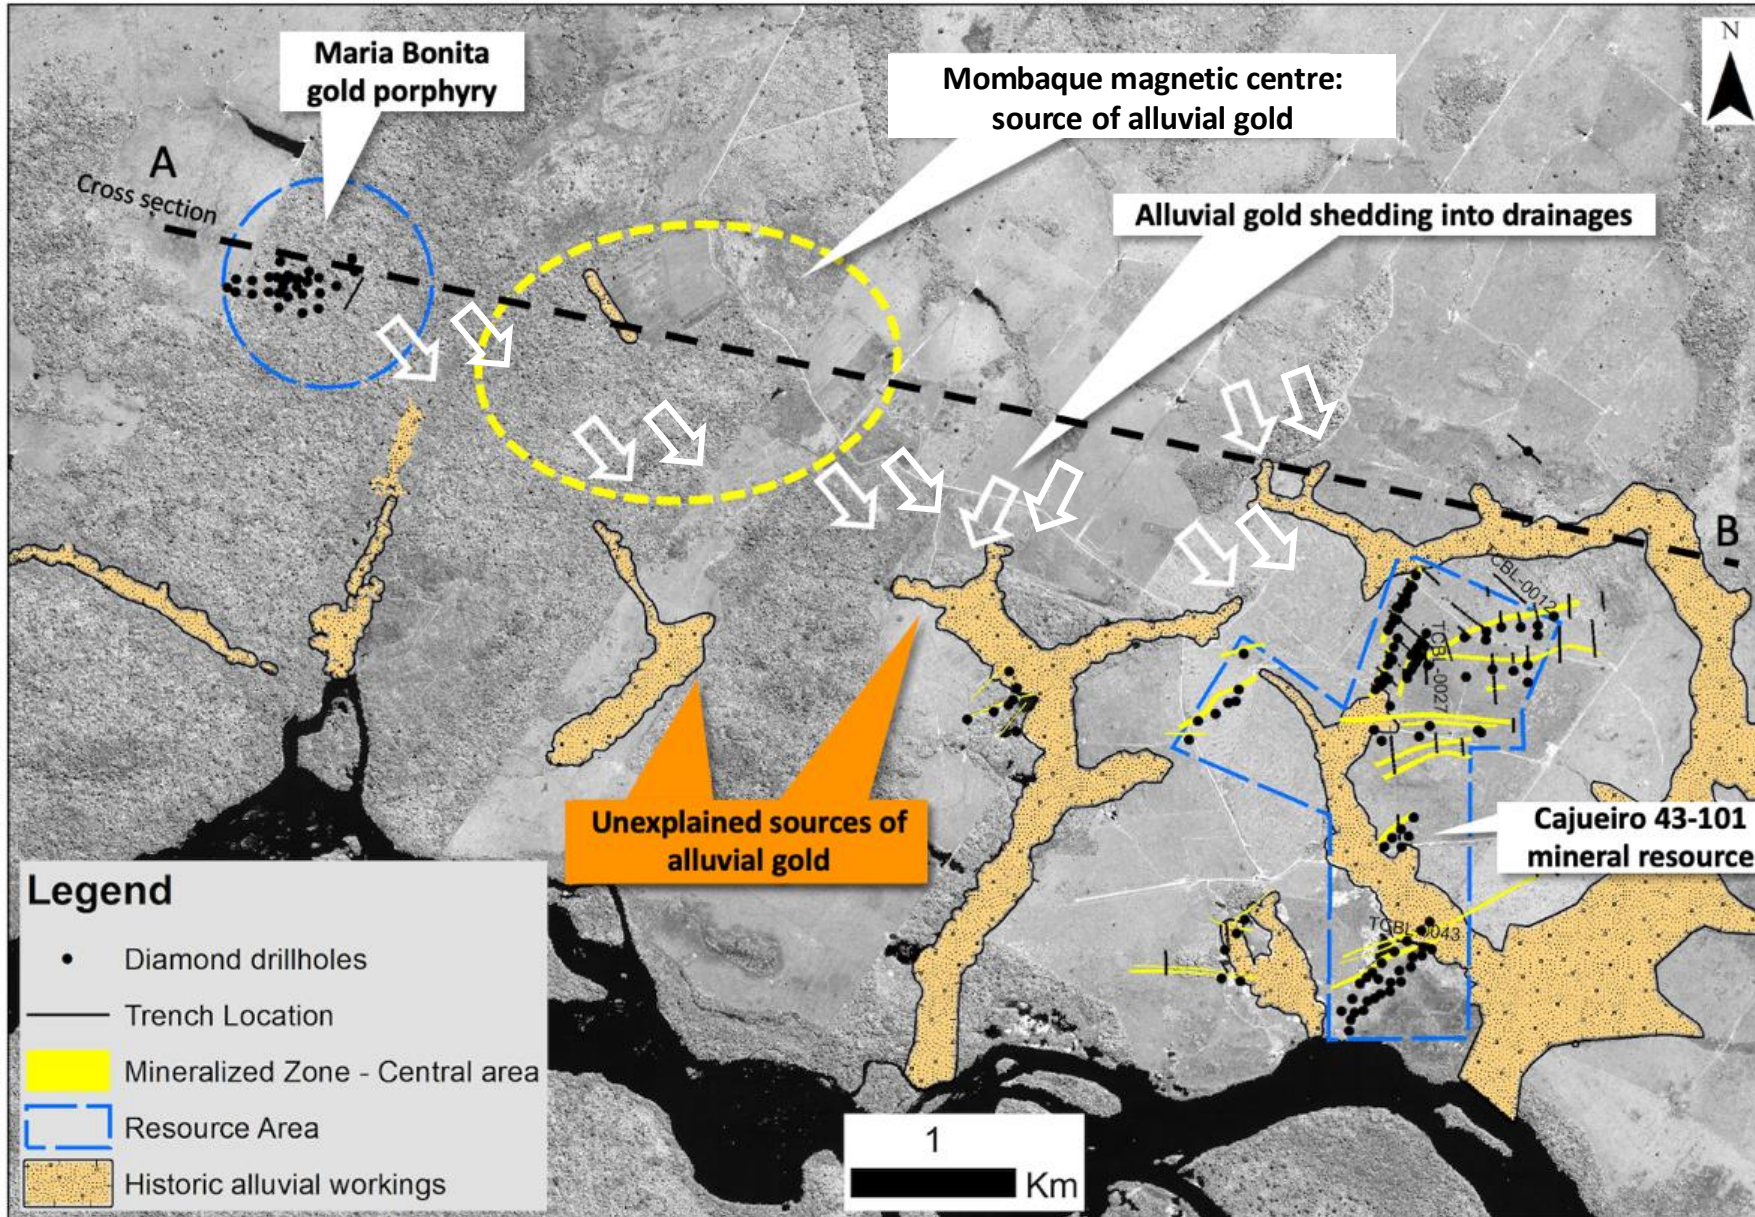 Maria Bonita
gold porphyry
Mombaque magnetic centre:
source of alluvial gold
N
A
Cross section
Alluvial gold shedding into drainages
B
CBL-0012
TCBL-0027
Unexplained sources of
alluvial gold
Cajueiro 43-101
mineral resource
TCBL-0043
Legend
Diamond drillholes
Trench Location
Mineralized Zone - Central area
Resource Area
Historic alluvial workings
1
Km